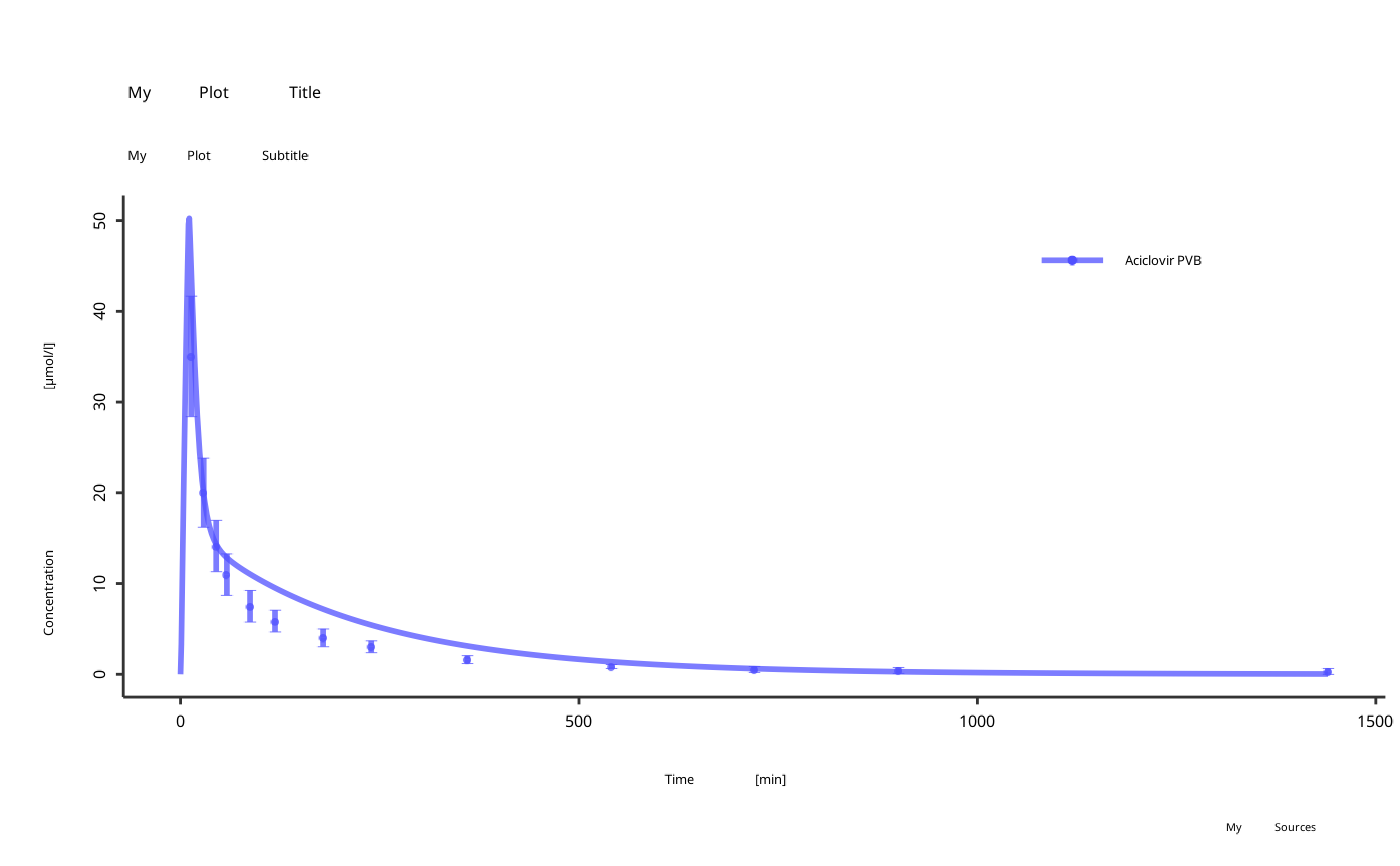 My Plot Title
My Plot Subtitle
50
40
30
20
10
0
Concentration [µmol/l]
Aciclovir PVB
0 500 1000 1500
Time [min]
My Sources